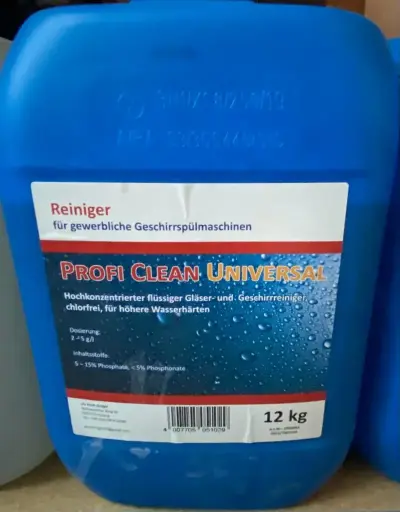 Reiniger
für gewerbliche Geschirrspülmaschinen
PROFI CLEAN UNIVERSAL
Hochkonzentrierter flüssiger Gläser- und Geschirreiniger,
chlorfrei, für höhere Wasserhärten
Dosierung:
2 – 5 g/l
Inhaltsstoffe:
5 – 15% Phosphate, < 5% Phosphonate
12 kg